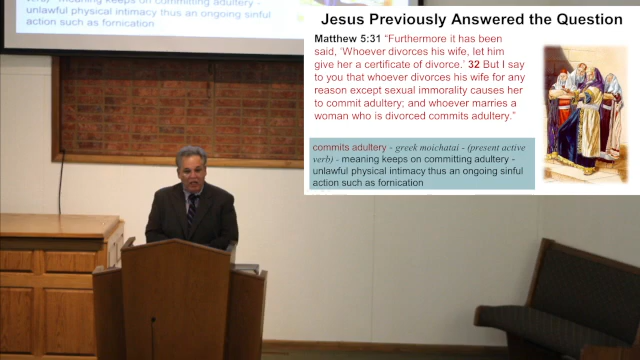 outs - meaning keeps on committing adultery -
unlawful physical intimacy thus an ongoing sinful
action such as fornication
Jesus Previously Answered the Question
Matthew 5:31 “Furthermore it has been
said, ‘Whoever divorces his wife, let him
give her a certificate of divorce.’ 32 But I say
to you that whoever divorces his wife for any
reason except sexual immorality causes her
to commit adultery; and whoever marries a
woman who is divorced commits adultery.”
commits adultery - greek moichatai - (present active
verb) - meaning keeps on committing adultery -
unlawful physical intimacy thus an ongoing sinful
action such as fornication